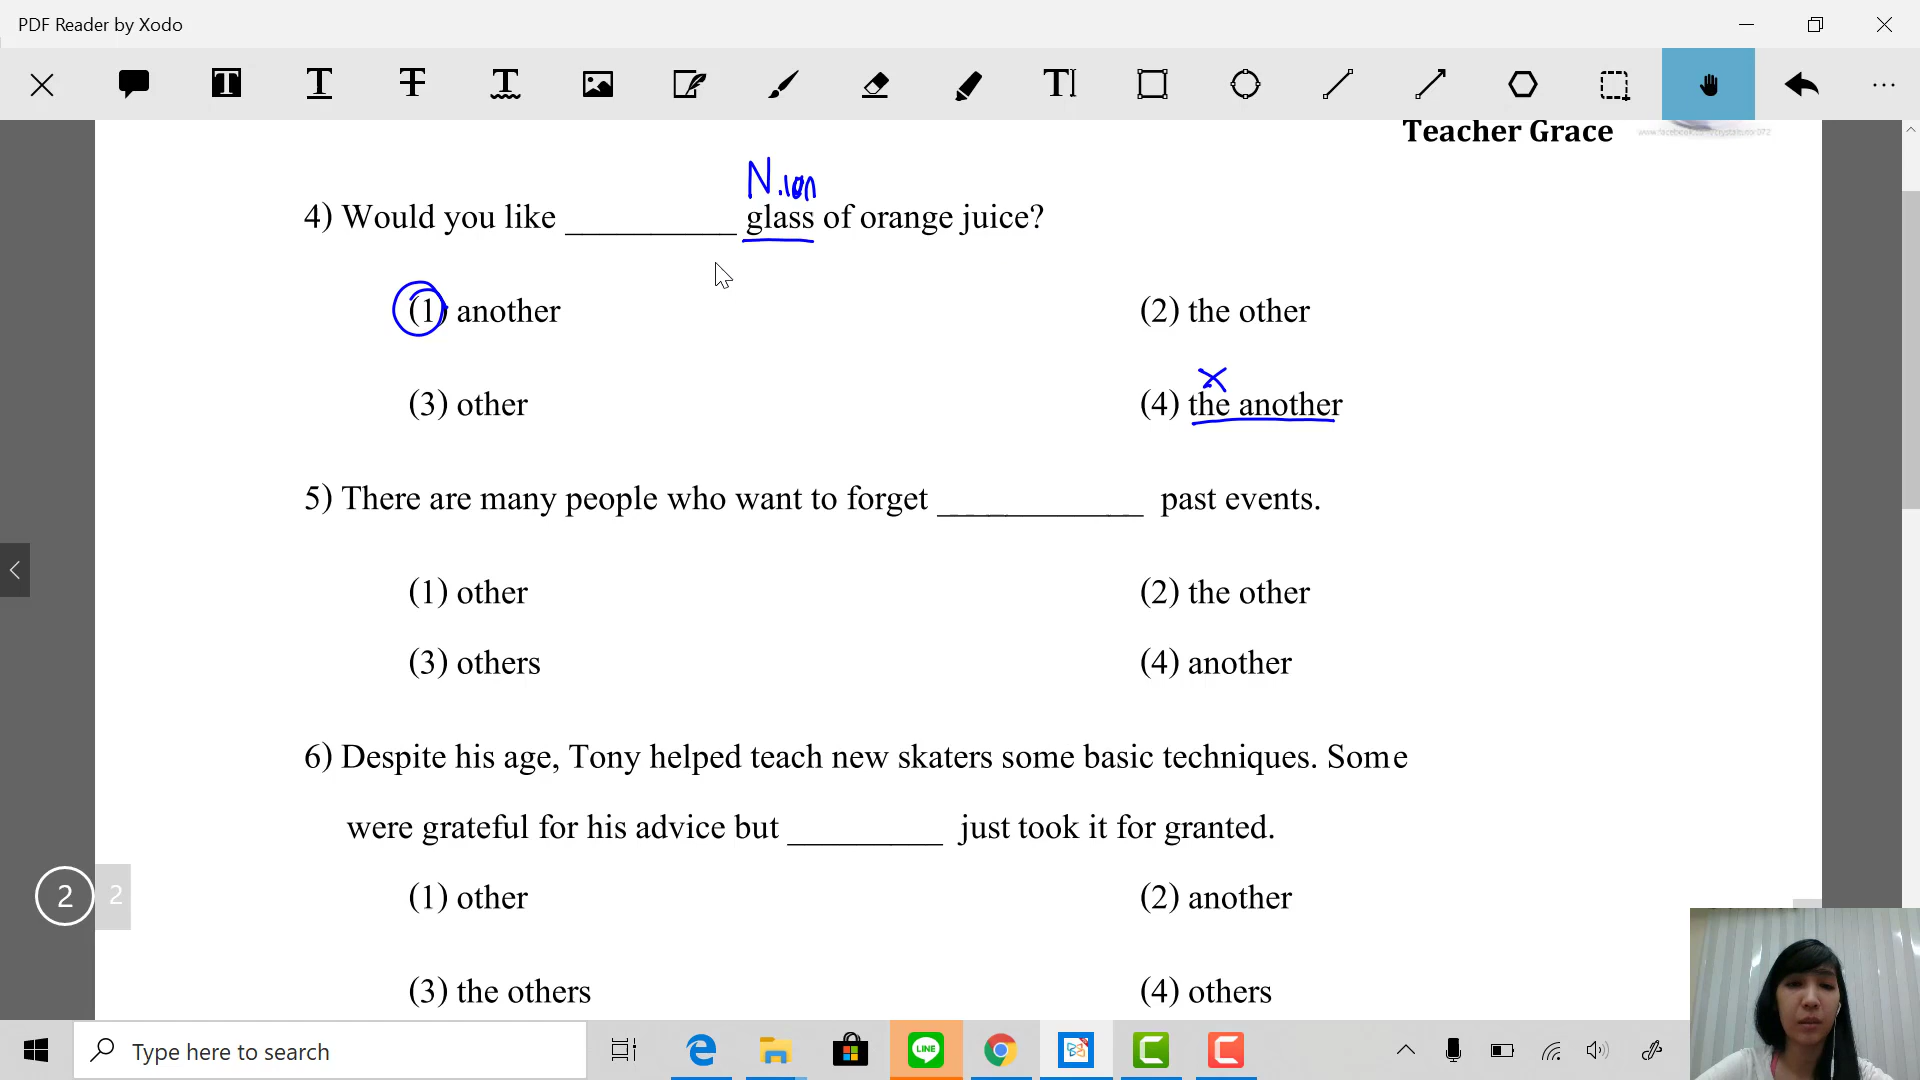 PDF Reader by Xodo
Teacher Grace
N.เอก
4) Would you like __________ glass of orange juice?
(1) another
(2) the other
(3) other
(4) the another
5) There are many people who want to forget ____________ past events.
(1) other
(2) the other
(3) others
(4) another
6) Despite his age, Tony helped teach new skaters some basic techniques. Some
were grateful for his advice but _________ just took it for granted.
(1) other
(2) another
(3) the others
(4) others
2
2
Type here to search
LINE